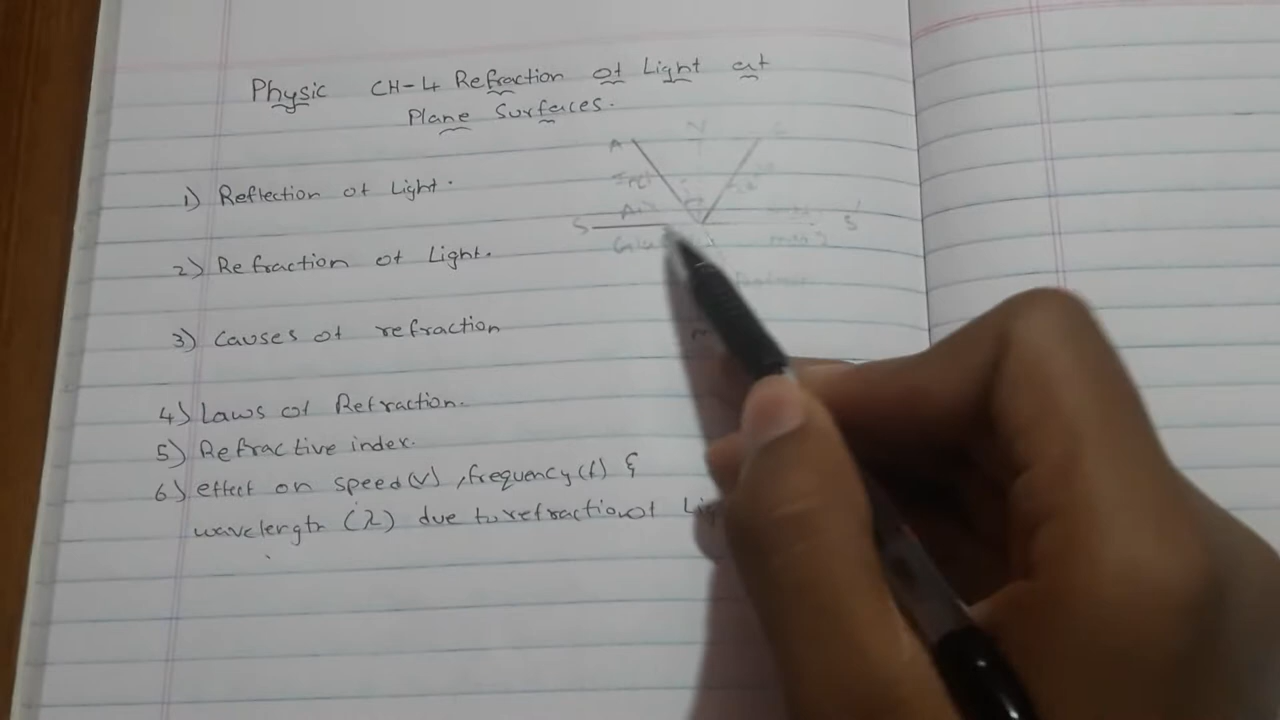 Physic CH-4 Refraction of Light at
Plane Surfaces.
A N
1) Reflection of Light.
Air
S S'
2) Refraction of Light.
3) Causes of refraction
4) Laws of Refraction.
5) Refractive index.
6) effect on speed(v), frequency(f) &
wavelength (λ) due to refraction of Lig